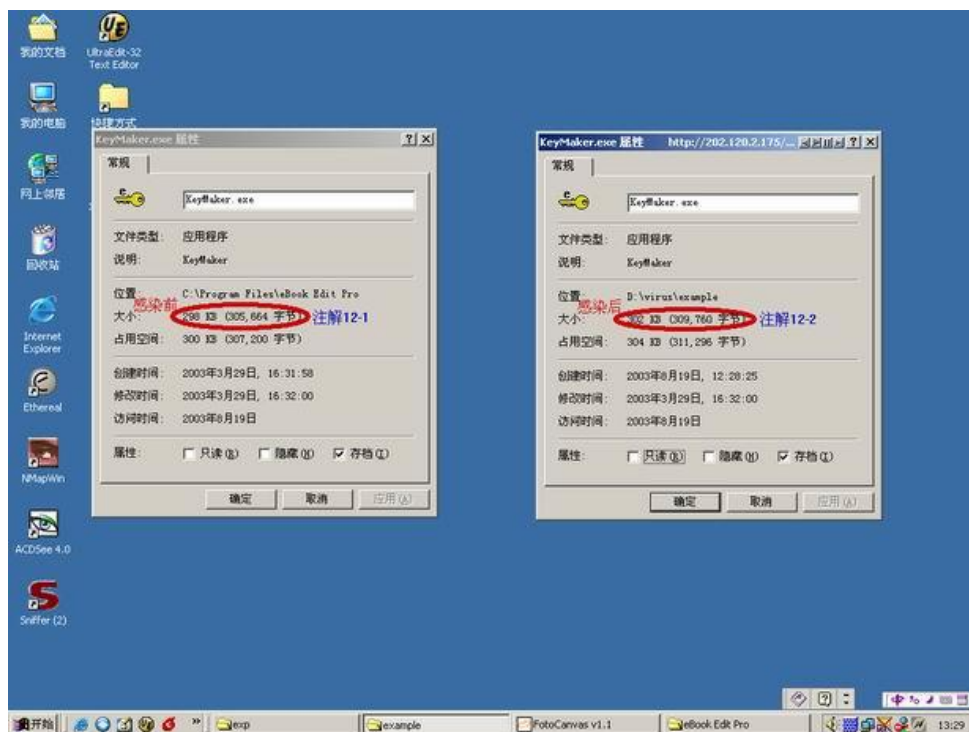 我的文档
UltraEdit-32
Text Editor
我的电脑
快捷方式
网上邻居
回收站
Internet
Explorer
Ethereal
NMapWin
ACDSee 4.0
Sniffer (2)
KeyMaker.exe 属性
常规
KeyMaker.exe
文件类型: 应用程序
说明: KeyMaker
位置: C:\Program Files\eBook Edit Pro
感染前
大小: 298 KB (305,664 字节) 注解12-1
占用空间: 300 KB (307,200 字节)
创建时间: 2003年3月29日, 16:31:58
修改时间: 2003年3月29日, 16:32:00
访问时间: 2003年8月19日
属性: 只读(R) 隐藏(H) 存档(I)
确定 取消 应用(A)
KeyMaker.exe 属性 http://202.120.2.175/...
常规
KeyMaker.exe
文件类型: 应用程序
说明: KeyMaker
位置: D:\virus\example
感染后
大小: 302 KB (309,760 字节) 注解12-2
占用空间: 304 KB (311,296 字节)
创建时间: 2003年8月19日, 12:28:25
修改时间: 2003年3月29日, 16:32:00
访问时间: 2003年8月19日
属性: 只读(R) 隐藏(H) 存档(I)
确定 取消 应用(A)
中
开始 » exp example FotoCanvas v1.1 eBook Edit Pro 13:29